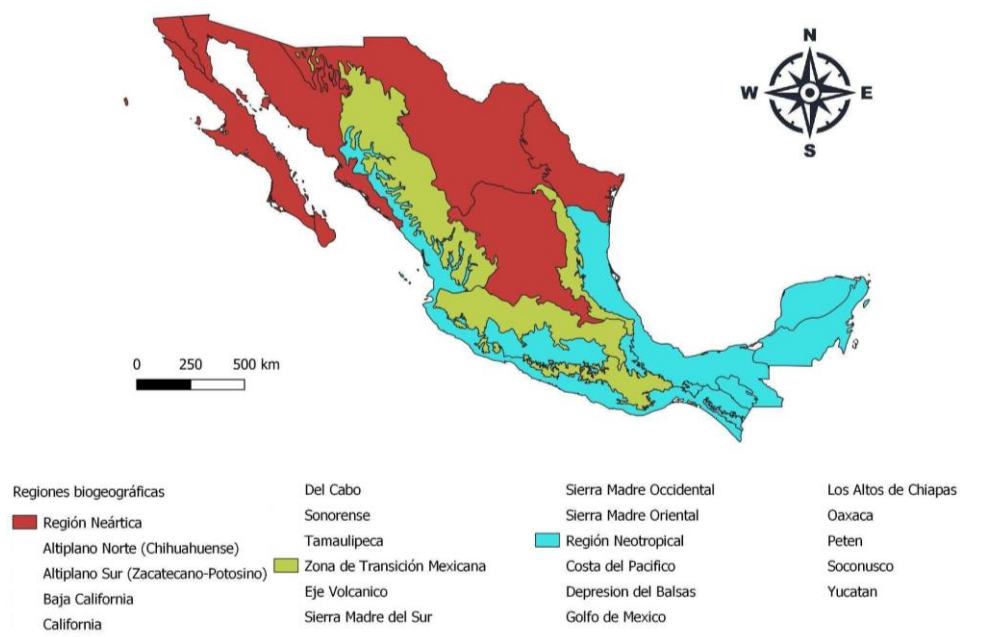 N
W E
S
0 250 500 km
Regiones biogeográficas
Región Neártica
Altiplano Norte (Chihuahuense)
Altiplano Sur (Zacatecano-Potosino)
Baja California
California
Del Cabo
Sonorense
Tamaulipeca
Zona de Transición Mexicana
Eje Volcanico
Sierra Madre del Sur
Sierra Madre Occidental
Sierra Madre Oriental
Región Neotropical
Costa del Pacifico
Depresion del Balsas
Golfo de Mexico
Los Altos de Chiapas
Oaxaca
Peten
Soconusco
Yucatan